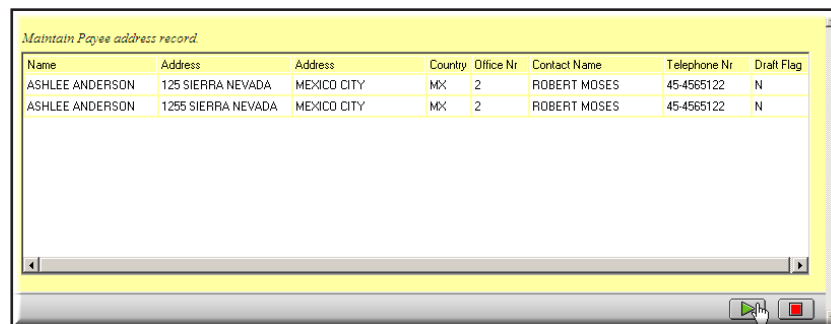 Maintain Payee address record.
Name Address Address Country Office Nr Contact Name Telephone Nr Draft Flag
ASHLEE ANDERSON 125 SIERRA NEVADA MEXICO CITY MX 2 ROBERT MOSES 45-4565122 N
ASHLEE ANDERSON 1255 SIERRA NEVADA MEXICO CITY MX 2 ROBERT MOSES 45-4565122 N